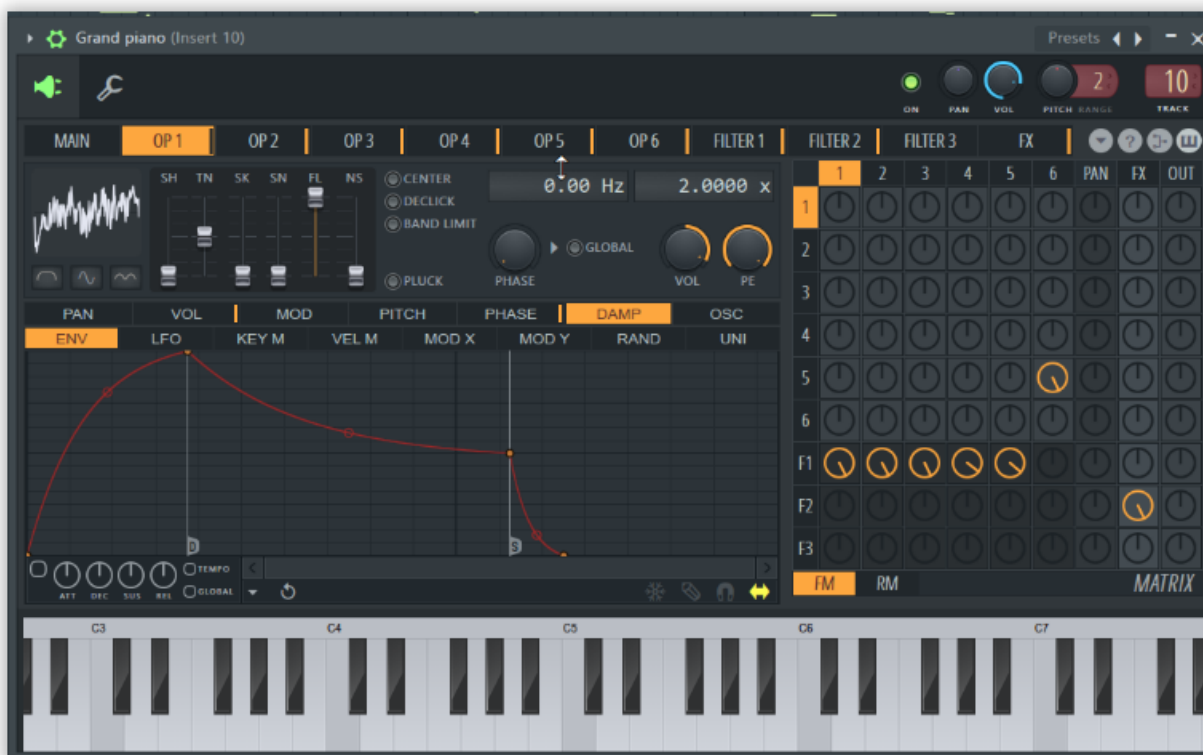 Grand piano (Insert 10)
Presets
ON PAN VOL PITCH RANGE 2 10 TRACK
MAIN OP 1 OP 2 OP 3 OP 4 OP 5 OP 6 FILTER 1 FILTER 2 FILTER 3 FX
SH TN SK SN FL NS
CENTER
DECLICK
BAND LIMIT
PLUCK
0.00 Hz 2.0000 x
PHASE GLOBAL VOL PE
PAN VOL MOD PITCH PHASE DAMP OSC
ENV LFO KEY M VEL M MOD X MOD Y RAND UNI
D S
ATT DEC SUS REL TEMPO GLOBAL
1 2 3 4 5 6 PAN FX OUT
1
2
3
4
5
6
F1
F2
F3
FM RM MATRIX
C3 C4 C5 C6 C7